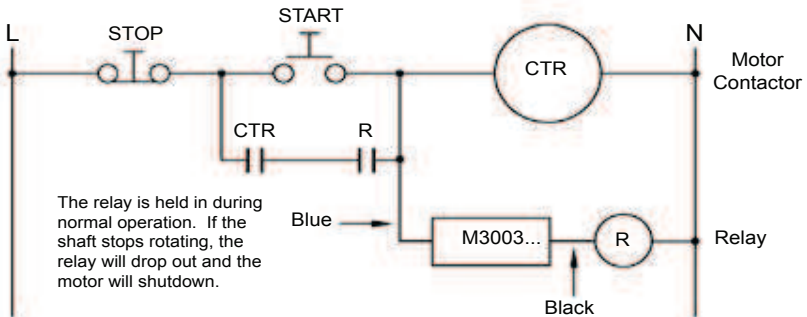 L
STOP
START
N
CTR
Motor
Contactor
CTR
R
The relay is held in during
normal operation. If the
shaft stops rotating, the
relay will drop out and the
motor will shutdown.
Blue
M3003...
R
Relay
Black